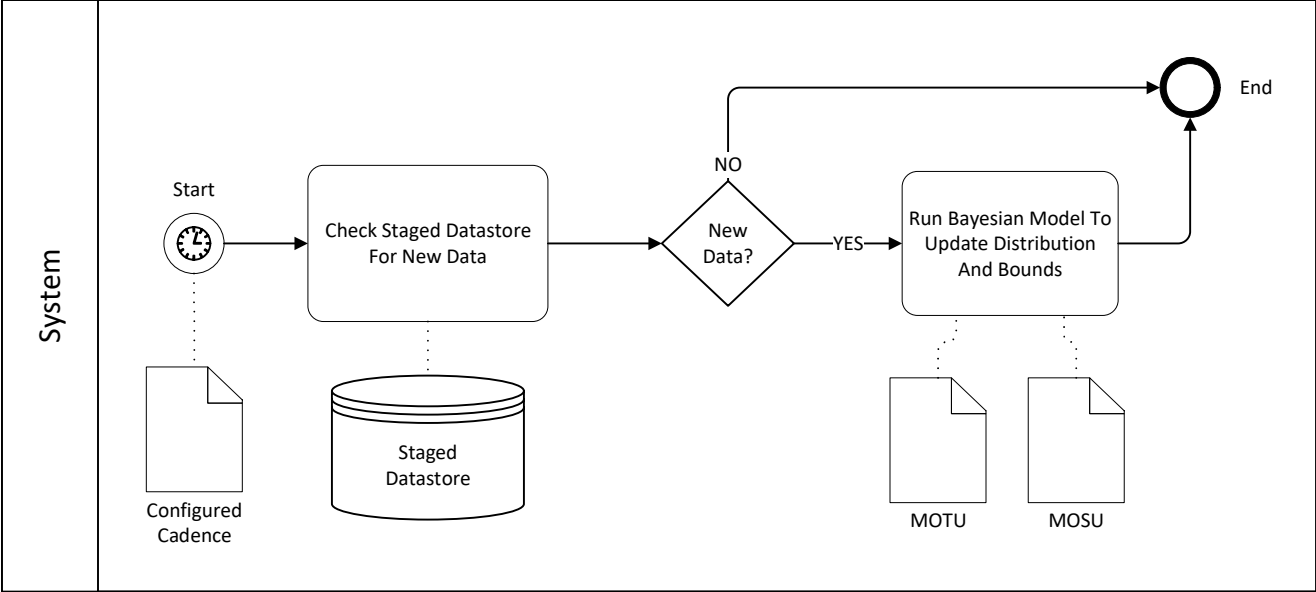 System
Start
Check Staged Datastore
For New Data
New
Data?
NO
YES
Run Bayesian Model To
Update Distribution
And Bounds
End
Configured
Cadence
Staged
Datastore
MOTU
MOSU